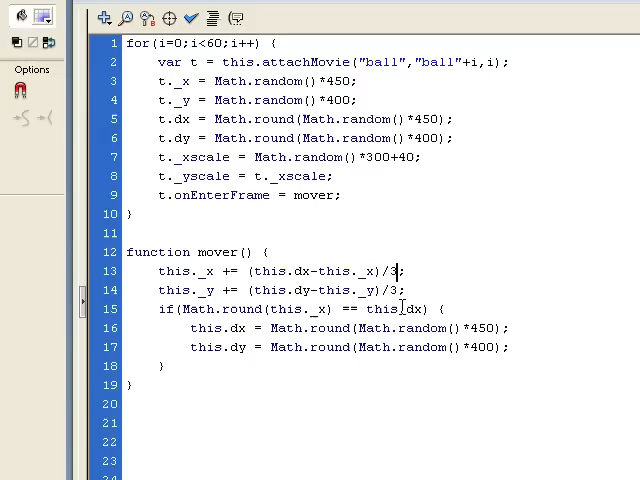 Options
1 for(i=0;i<60;i++) {
2 var t = this.attachMovie("ball","ball"+i,i);
3 t._x = Math.random()*450;
4 t._y = Math.random()*400;
5 t.dx = Math.round(Math.random()*450);
6 t.dy = Math.round(Math.random()*400);
7 t._xscale = Math.random()*300+40;
8 t._yscale = t._xscale;
9 t.onEnterFrame = mover;
10 }
11
12 function mover() {
13 this._x += (this.dx-this._x)/3;
14 this._y += (this.dy-this._y)/3;
15 if(Math.round(this._x) == this.dx) {
16 this.dx = Math.round(Math.random()*450);
17 this.dy = Math.round(Math.random()*400);
18 }
19 }
20
21
22
23
24